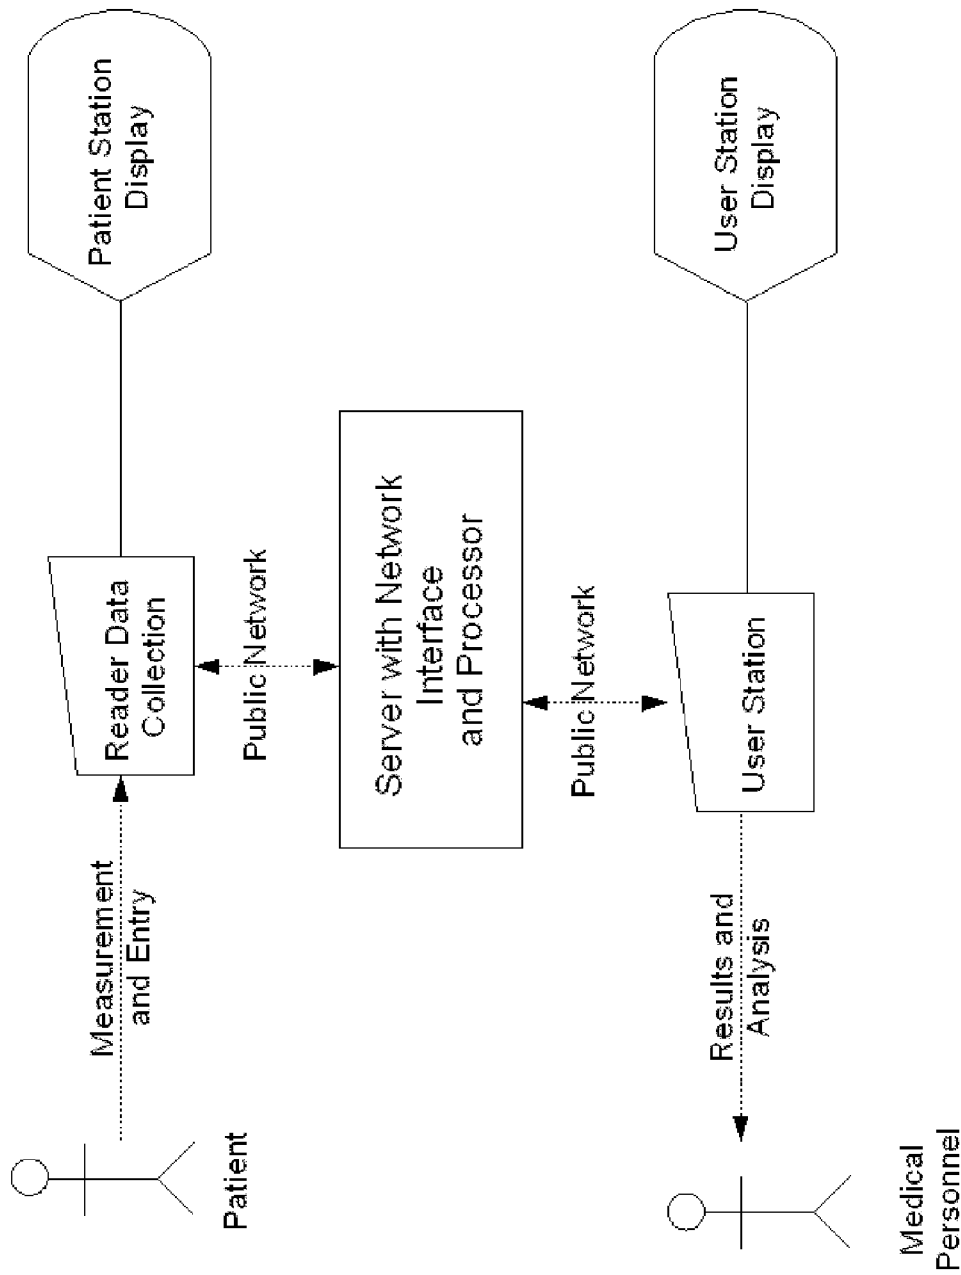 Patient Station
Display
Reader Data
Collection
Measurement
and Entry
Patient
Public Network
Server with Network
Interface
and Processor
Public Network
User Station
Display
User Station
Results and
Analysis
Medical
Personnel